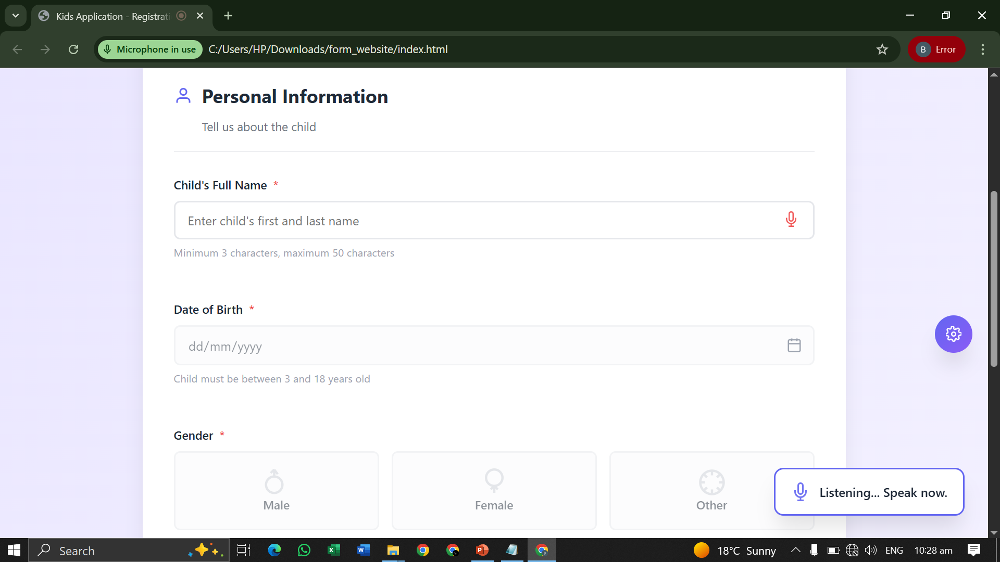 Kids Application - Registrati
Microphone in use
C:/Users/HP/Downloads/form_website/index.html
B
Error
Personal Information
Tell us about the child
Child's Full Name *
Enter child's first and last name
Minimum 3 characters, maximum 50 characters
Date of Birth *
dd/mm/yyyy
Child must be between 3 and 18 years old
Gender *
Male
Female
Other
Listening... Speak now.
Search
18°C Sunny
ENG
10:28 am